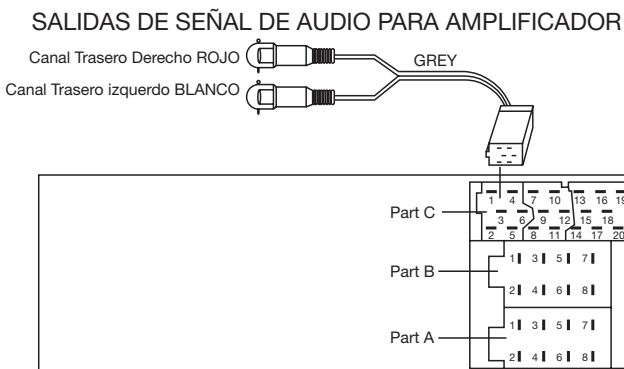 SALIDAS DE SEÑAL DE AUDIO PARA AMPLIFICADOR
Canal Trasero Derecho ROJO
GREY
Canal Trasero izquerdo BLANCO
Part C
1 4 7 10 13 16 19
3 6 9 12 15 18
2 5 8 11 14 17 20
Part B
1 3 5 7
2 4 6 8
Part A
1 3 5 7
2 4 6 8